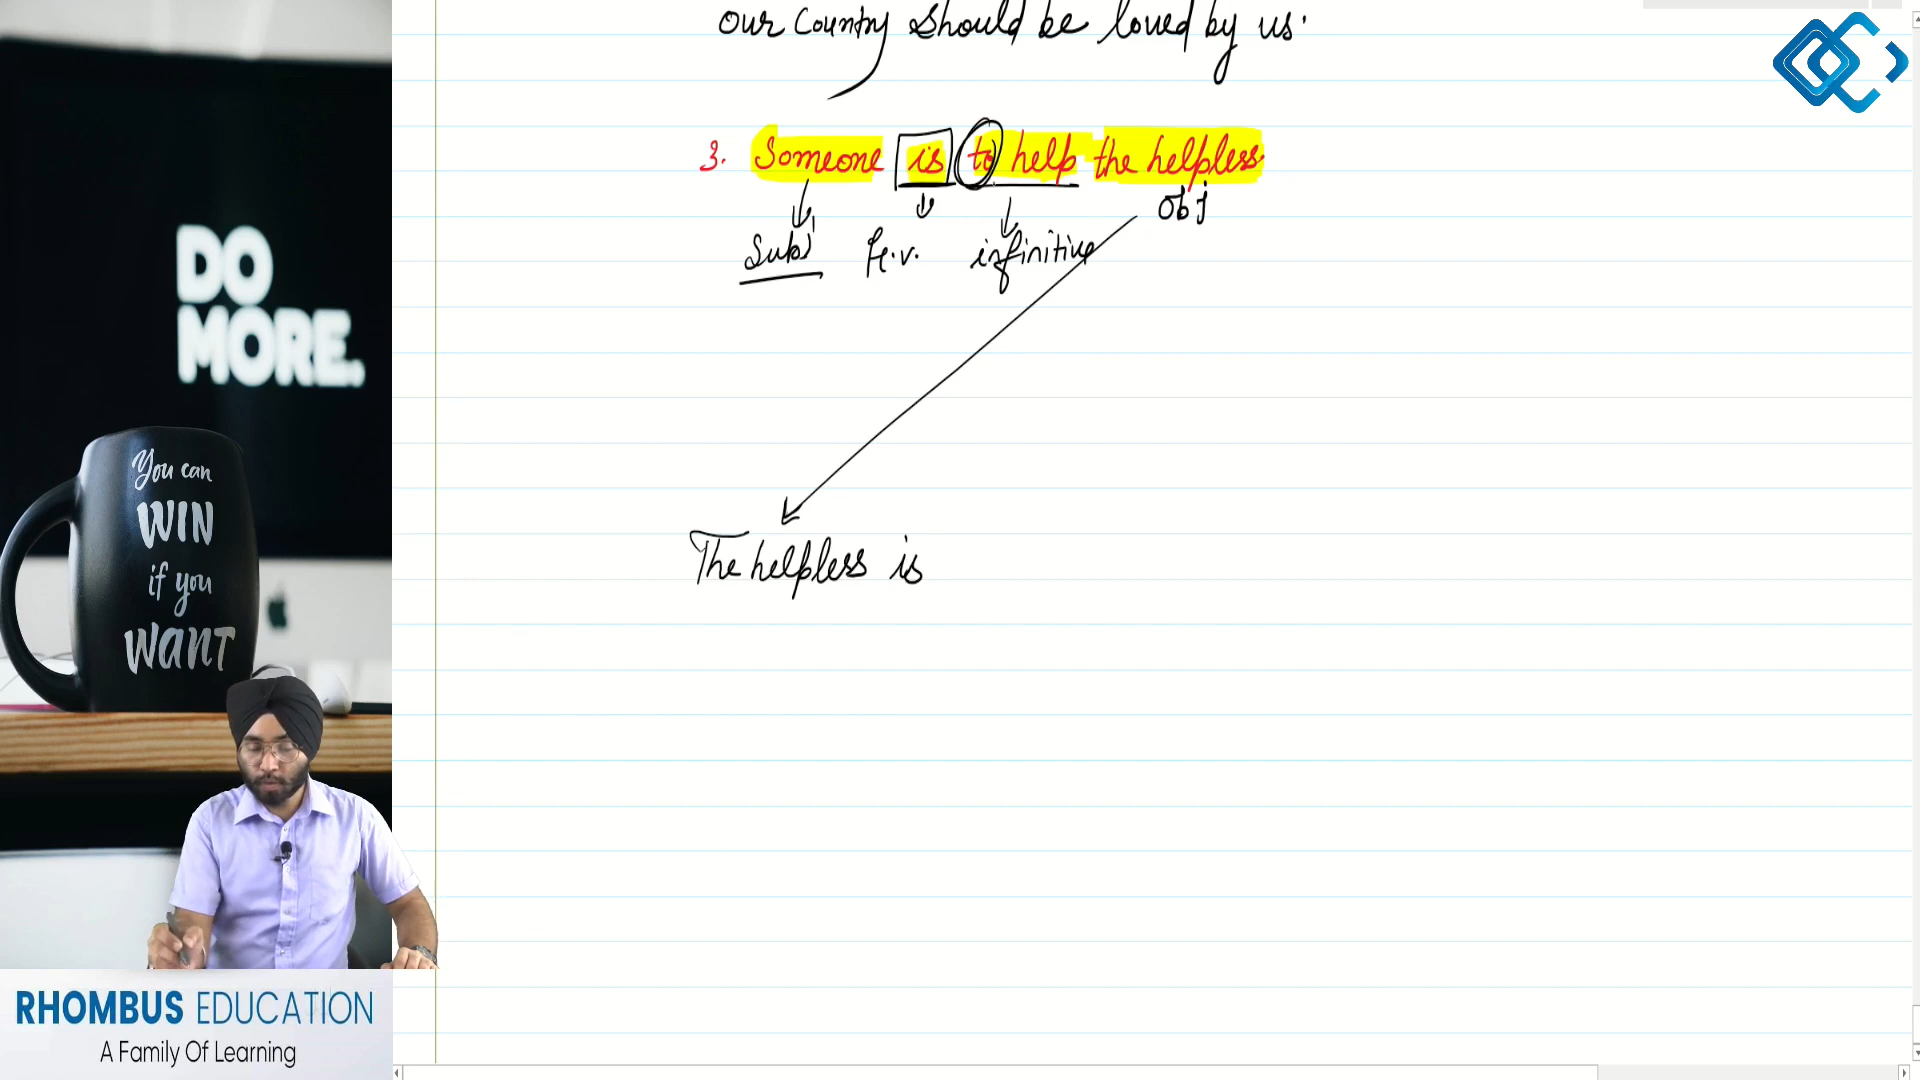 Our Country should be loved by us.
3. Someone is to help the helpless.
obj
Subj H.v. infinitive
The helpless is
DO
MORE.
You can
WIN
if you
WANT
RHOMBUS EDUCATION
A Family Of Learning